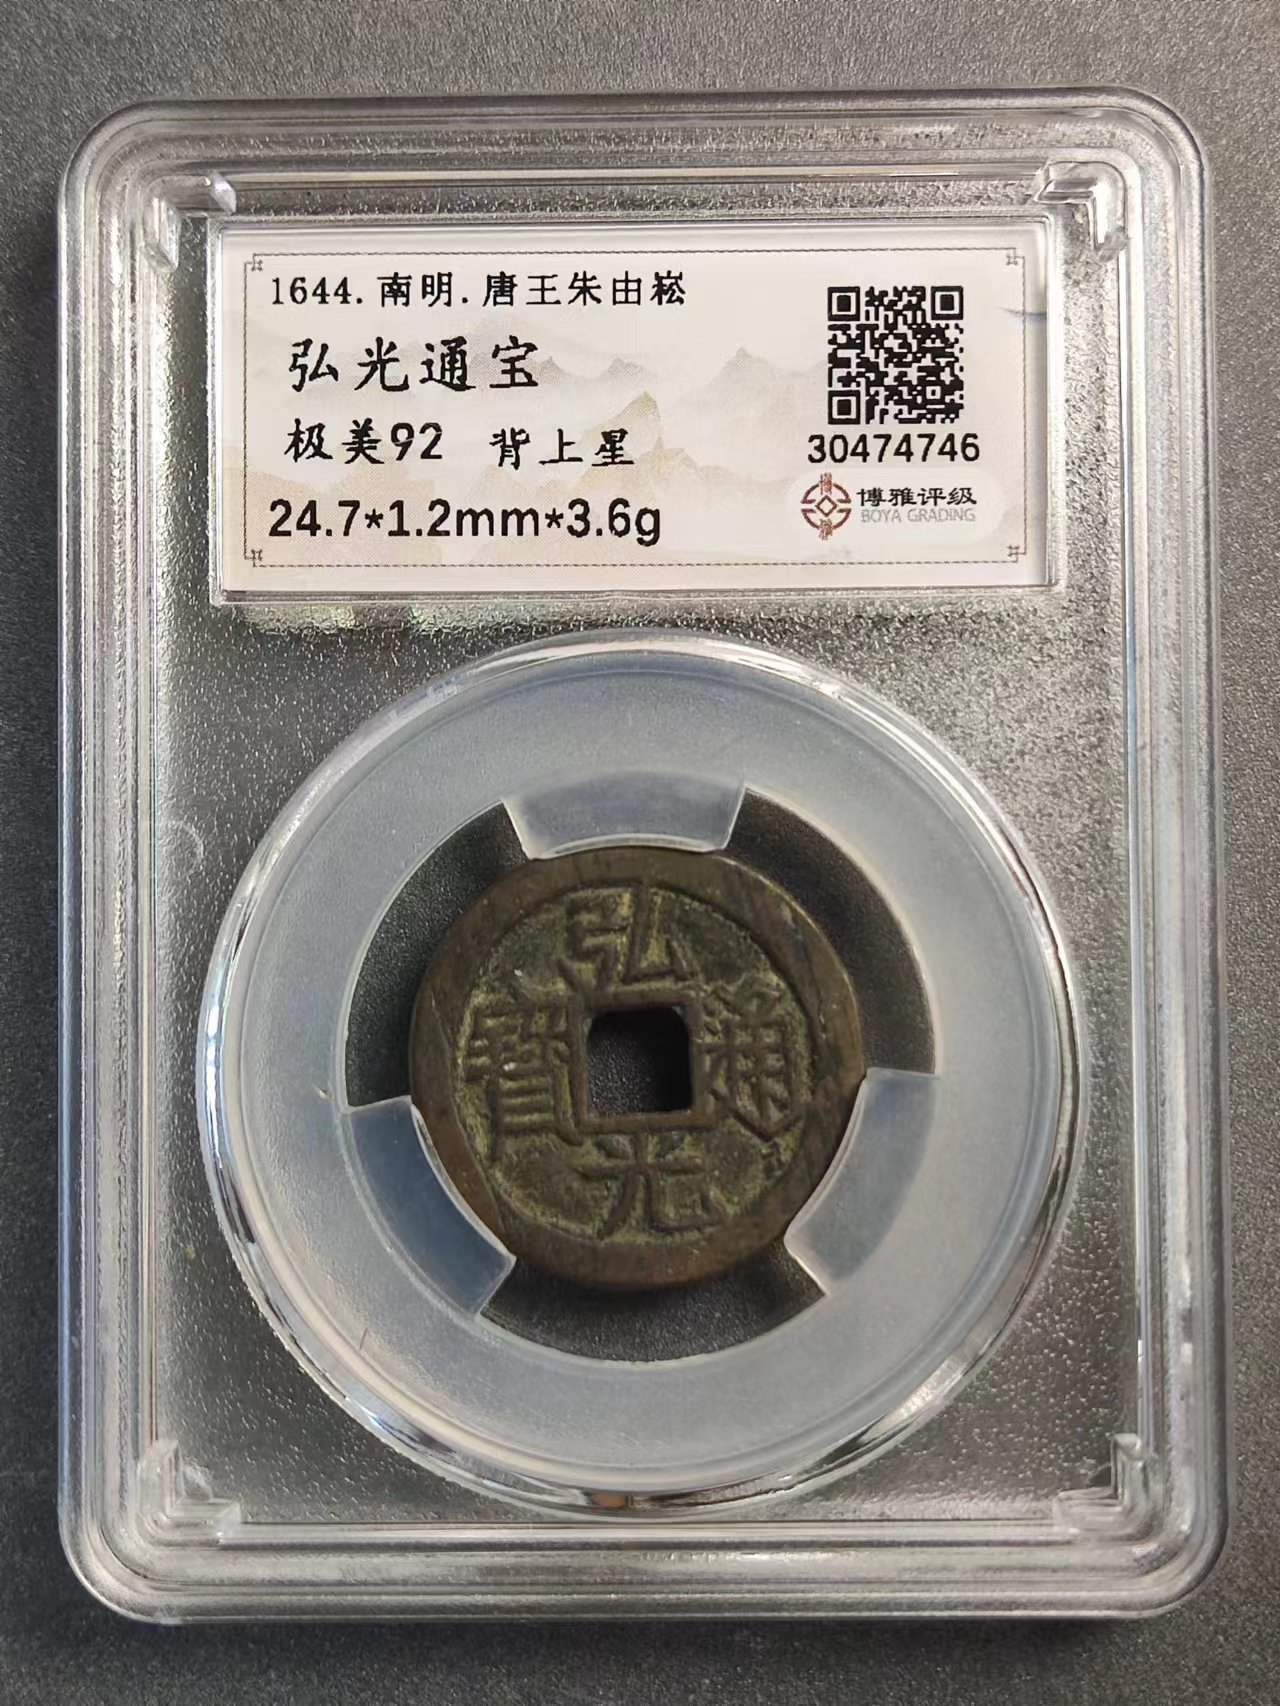 1644.南明.唐王朱由崧
弘光通宝
极美92 背上星
24.7*1.2mm*3.6g
30474746
博雅评级
BOYA GRADING
弘
寶 通
光